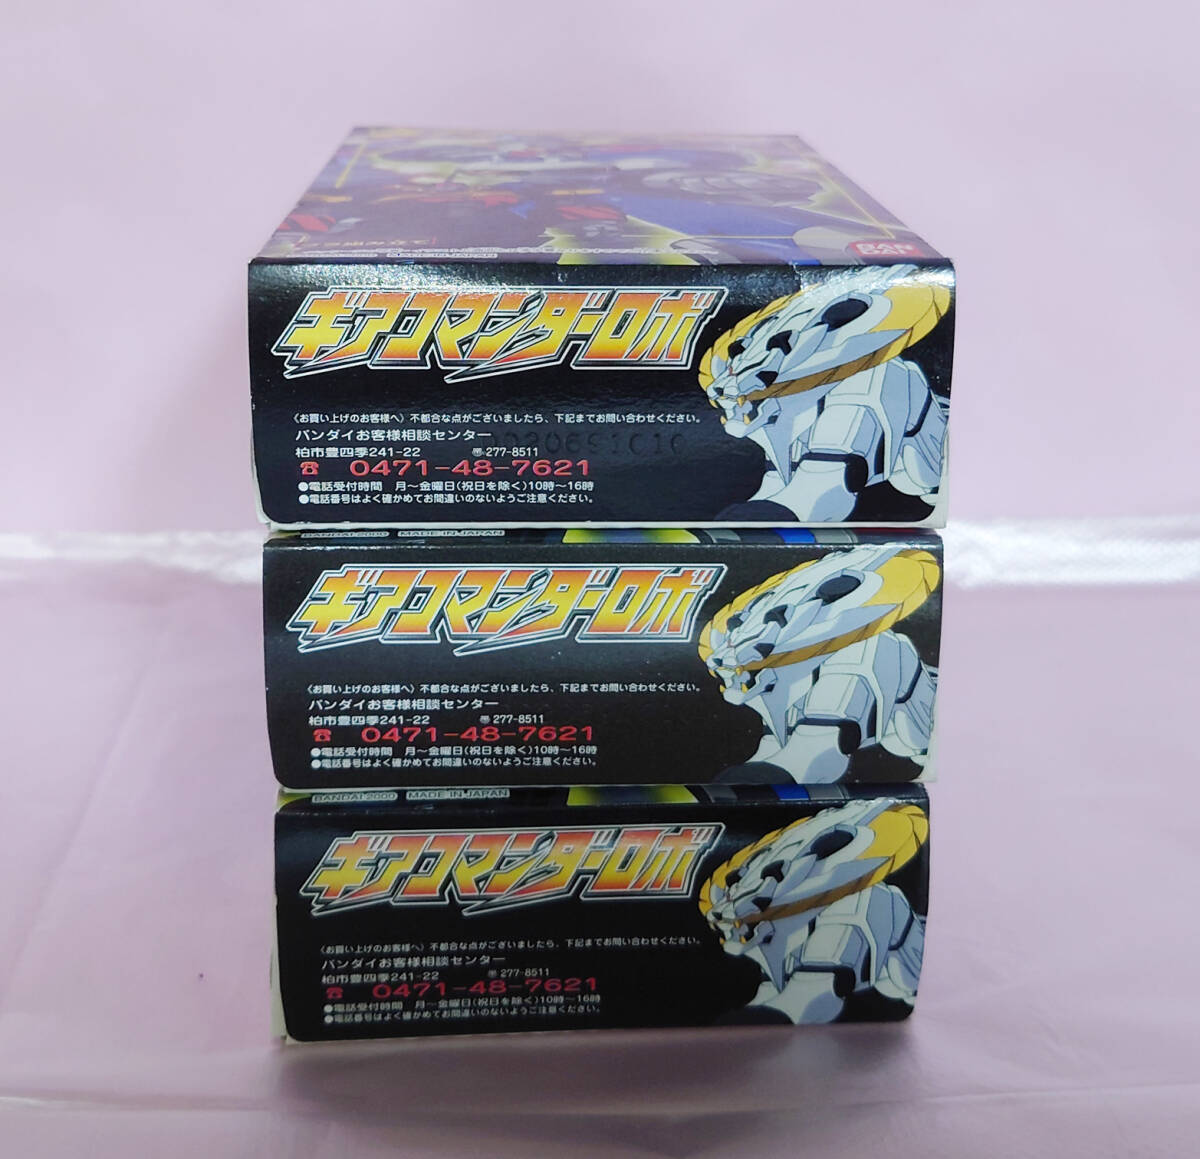 ラ組み立て
BAN
DAI
MADE IN JAPAN
ギアコマンダーロボ
〈お買い上げのお客様へ〉不都合な点がございましたら、下記までお問い合わせください。
バンダイお客様相談センター
柏市豊四季241-22 〠277-8511
☎ 0471-48-7621
●電話受付時間 月～金曜日(祝日を除く)10時～16時
●電話番号はよく確かめてお間違いのないようご注意ください。
BANDAI 2000 MADE IN JAPAN
ギアコマンダーロボ
〈お買い上げのお客様へ〉不都合な点がございましたら、下記までお問い合わせください。
バンダイお客様相談センター
柏市豊四季241-22 〠277-8511
☎ 0471-48-7621
●電話受付時間 月～金曜日(祝日を除く)10時～16時
●電話番号はよく確かめてお間違いのないようご注意ください。
BANDAI 2000 MADE IN JAPAN
ギアコマンダーロボ
〈お買い上げのお客様へ〉不都合な点がございましたら、下記までお問い合わせください。
バンダイお客様相談センター
柏市豊四季241-22 〠277-8511
☎ 0471-48-7621
●電話受付時間 月～金曜日(祝日を除く)10時～16時
●電話番号はよく確かめてお間違いのないようご注意ください。